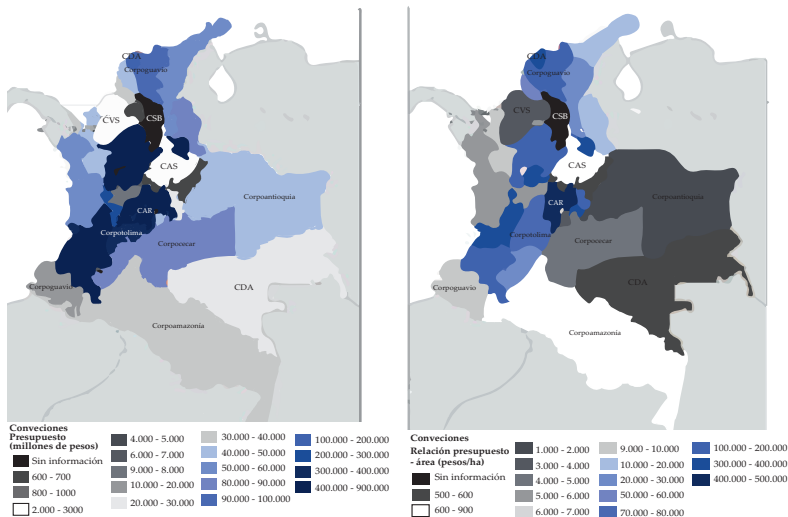 CDA
Corpoguavio
CVS
CSB
CAS
Corpoantioquia
CAR
Corpotolima
Corpocecar
Corpoguavio
CDA
Corpoamazonía
Conveciones
Presupuesto
(millones de pesos)
Sin información
600 - 700
800 - 1000
2.000 - 3000
4.000 - 5.000
6.000 - 7.000
9.000 - 8.000
10.000 - 20.000
20.000 - 30.000
30.000 - 40.000
40.000 - 50.000
50.000 - 60.000
80.000 - 90.000
90.000 - 100.000
100.000 - 200.000
200.000 - 300.000
300.000 - 400.000
400.000 - 900.000
CDA
Corpoguavio
CVS
CSB
CAS
Corpoantioquia
CAR
Corpotolima
Corpocecar
CDA
Corpoguavio
Corpoamazonía
Conveciones
Relación presupuesto
- área (pesos/ha)
Sin información
500 - 600
600 - 900
1.000 - 2.000
3.000 - 4.000
4.000 - 5.000
5.000 - 6.000
6.000 - 7.000
9.000 - 10.000
10.000 - 20.000
20.000 - 30.000
50.000 - 60.000
70.000 - 80.000
100.000 - 200.000
300.000 - 400.000
400.000 - 500.000